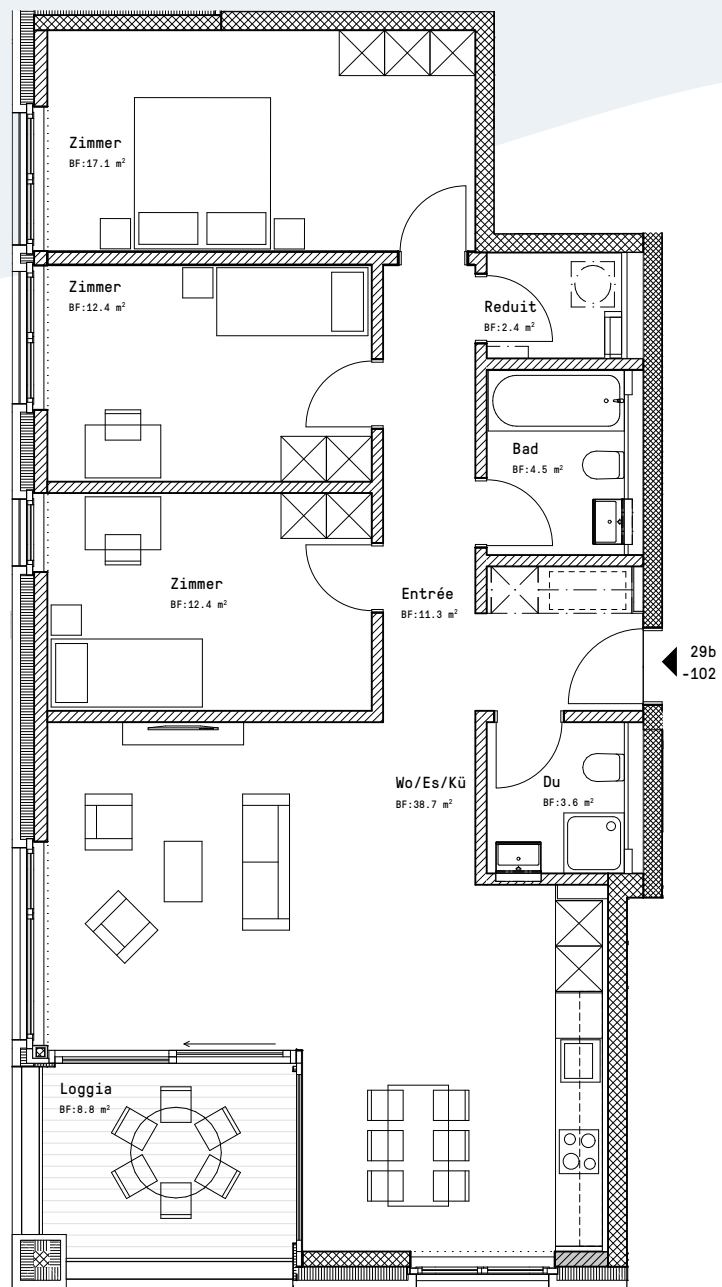 Zimmer
BF:17.1 m²
Zimmer
BF:12.4 m²
Reduit
BF:2.4 m²
Bad
BF:4.5 m²
Zimmer
BF:12.4 m²
Entrée
BF:11.3 m²
29b
-102
Wo/Es/Kü
BF:38.7 m²
Du
BF:3.6 m²
Loggia
BF:8.8 m²